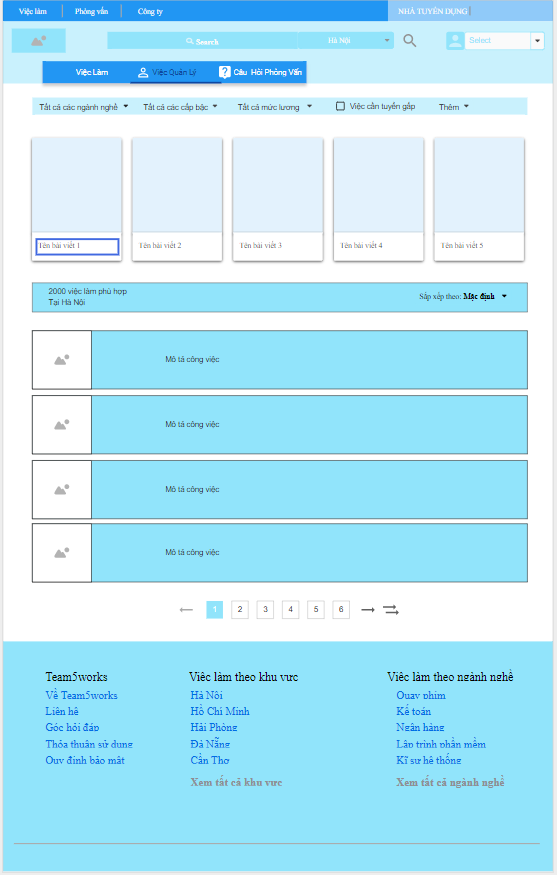 Việc làm
Phỏng vấn
Công ty
NHÀ TUYỂN DỤNG
Search
Hà Nội
Select
Việc Làm
Việc Quản Lý
Câu Hỏi Phỏng Vấn
Tất cả các ngành nghề
Tất cả các cấp bậc
Tất cả mức lương
Việc cần tuyển gấp
Thêm
Tên bài viết 1
Tên bài viết 2
Tên bài viết 3
Tên bài viết 4
Tên bài viết 5
2000 việc làm phù hợp
Tại Hà Nội
Sắp xếp theo: Mặc định
Mô tả công việc
Mô tả công việc
Mô tả công việc
Mô tả công việc
1 2 3 4 5 6
Team5works
Về Team5works
Liên hệ
Góc hỏi đáp
Thỏa thuận sử dụng
Quy định bảo mật
Việc làm theo khu vực
Hà Nội
Hồ Chí Minh
Hải Phòng
Đà Nẵng
Cần Thơ
Xem tất cả khu vực
Việc làm theo ngành nghề
Quay phim
Kế toán
Ngân hàng
Lập trình phần mềm
Kĩ sư hệ thống
Xem tất cả ngành nghề